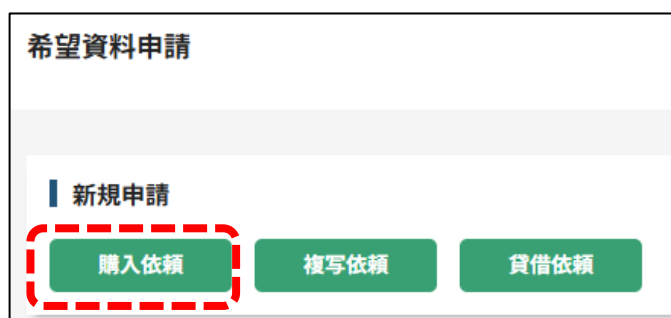 希望資料申請
新規申請
購入依頼 複写依頼 貸借依頼